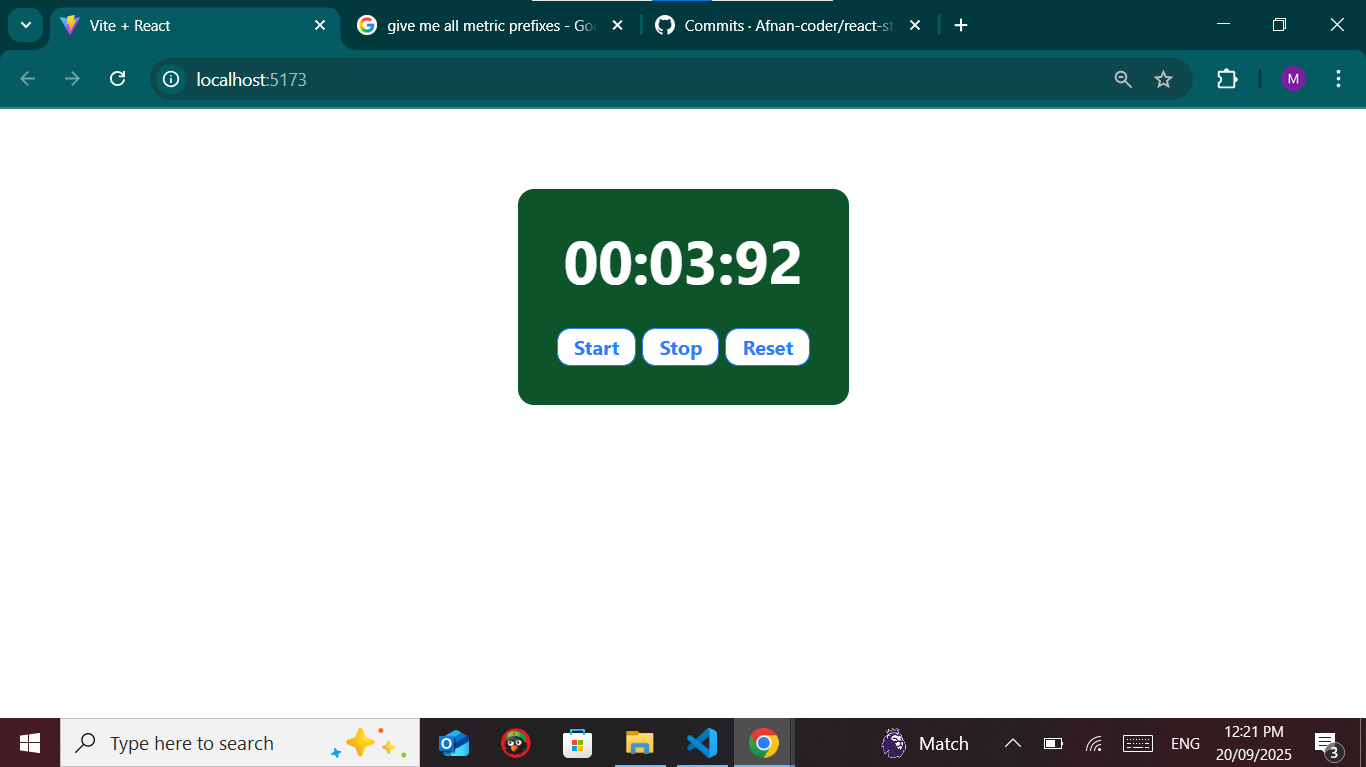 Vite + React
give me all metric prefixes - Goo
Commits · Afnan-coder/react-st
localhost:5173
M
00:03:92
Start Stop Reset
Type here to search
Match
ENG
12:21 PM
20/09/2025
3